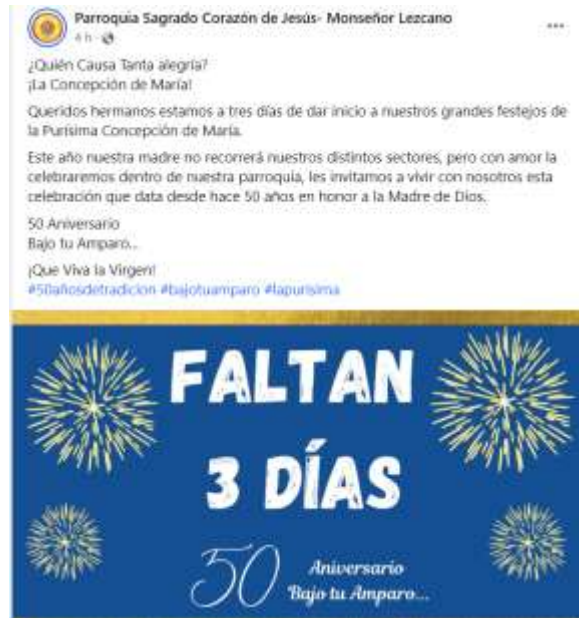 Parroquia Sagrado Corazón de Jesús- Monseñor Lezcano
4 h ·
¿Quién Causa Tanta alegría?
¡La Concepción de María!
Queridos hermanos estamos a tres días de dar inicio a nuestros grandes festejos de
la Purísima Concepción de María.
Este año nuestra madre no recorrerá nuestros distintos sectores, pero con amor la
celebraremos dentro de nuestra parroquia, les invitamos a vivir con nosotros esta
celebración que data desde hace 50 años en honor a la Madre de Dios.
50 Aniversario
Bajo tu Amparo...
¡Que Viva la Virgen!
#50añosdetradicion #bajotuamparo #lapurisima
FALTAN
3 DÍAS
50 Aniversario
Bajo tu Amparo...